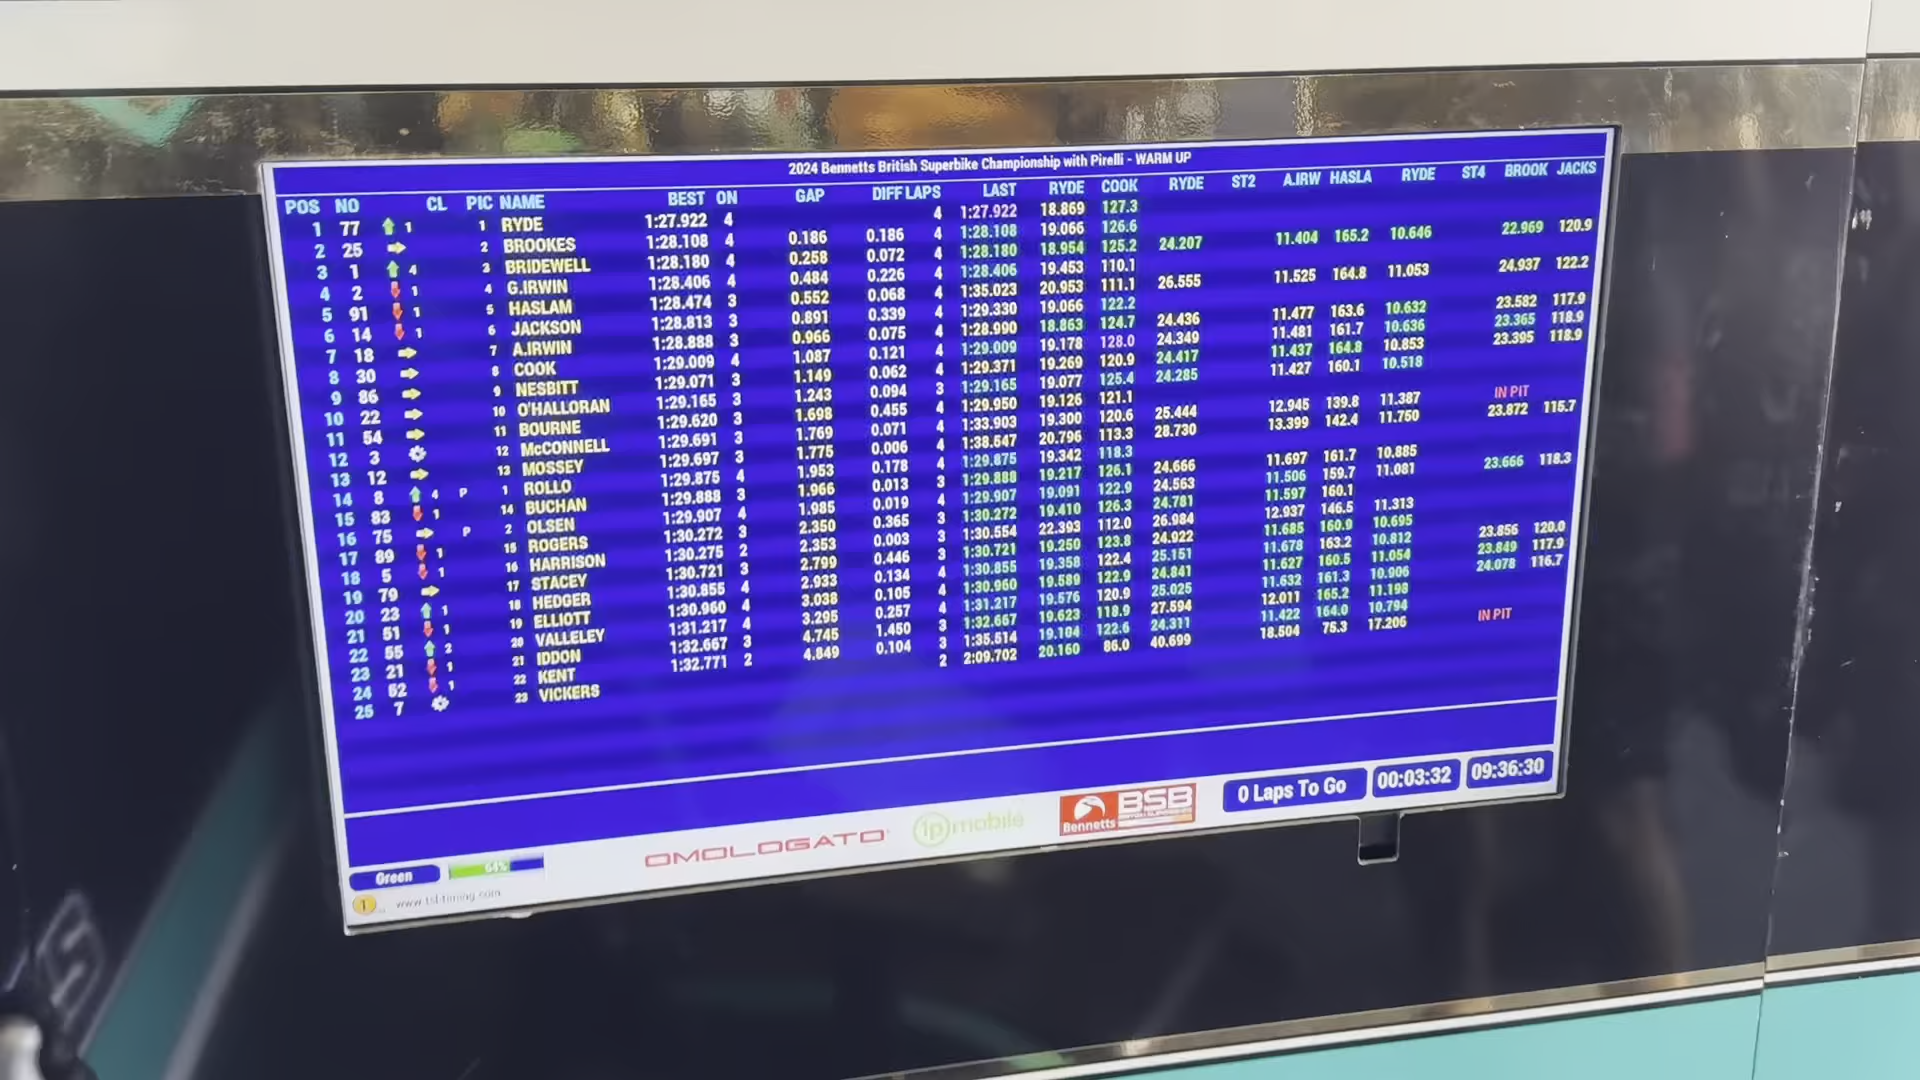 2024 Bennetts British Superbike Championship with Pirelli - WARM UP
POS NO CL PIC NAME BEST ON GAP DIFF LAPS LAST RYDE COOK RYDE ST2 A.IRW HASLA RYDE ST4 BROOK JACKS
1 77 1 1 RYDE 1:27.922 4 4 1:27.922 18.869 127.3
2 25 2 BROOKES 1:28.108 4 0.186 0.186 4 1:28.108 19.066 126.6
3 1 4 3 BRIDEWELL 1:28.180 4 0.258 0.072 4 1:28.180 18.954 125.2 24.207 11.404 165.2 10.646 22.969 120.9
4 2 1 4 G.IRWIN 1:28.406 4 0.484 0.226 4 1:28.406 19.453 110.1
5 91 1 5 HASLAM 1:28.474 3 0.552 0.068 4 1:35.023 20.953 111.1 26.555 11.525 164.8 11.053 24.937 122.2
6 14 1 6 JACKSON 1:28.813 3 0.891 0.339 4 1:29.330 19.066 122.2
7 18 7 A.IRWIN 1:28.888 3 0.966 0.075 4 1:28.990 18.863 124.7 24.436 11.477 163.6 10.632 23.582 117.9
8 30 8 COOK 1:29.009 4 1.087 0.121 4 1:29.009 19.178 128.0 24.349 11.481 161.7 10.636 23.365 118.9
9 86 9 NESBITT 1:29.071 3 1.149 0.062 4 1:29.371 19.269 120.9 24.417 11.437 164.8 10.853 23.395 118.9
10 22 10 O'HALLORAN 1:29.165 3 1.243 0.094 3 1:29.165 19.077 125.4 24.285 11.427 160.1 10.518
11 54 11 BOURNE 1:29.620 3 1.698 0.455 4 1:29.950 19.126 121.1
12 3 12 McCONNELL 1:29.691 3 1.769 0.071 4 1:33.903 19.300 120.6 25.444 12.945 139.8 11.387 IN PIT
13 12 13 MOSSEY 1:29.697 3 1.775 0.006 4 1:38.547 20.796 113.3 28.730 13.399 142.4 11.750 23.872 115.7
14 8 4 P 1 ROLLO 1:29.875 4 1.953 0.178 4 1:29.875 19.342 118.3
15 83 1 14 BUCHAN 1:29.888 3 1.966 0.013 3 1:29.888 19.217 126.1 24.666 11.697 161.7 10.885 23.666 118.3
16 75 P 2 OLSEN 1:29.907 4 1.985 0.019 4 1:29.907 19.091 122.9 24.563 11.506 159.7 11.081
17 89 1 15 ROGERS 1:30.272 3 2.350 0.365 3 1:30.272 19.410 126.3 24.781 11.597 160.1
18 5 1 16 HARRISON 1:30.275 2 2.353 0.003 3 1:30.554 22.393 112.0 26.984 12.937 146.5 11.313
19 79 17 STACEY 1:30.721 3 2.799 0.446 3 1:30.721 19.250 123.8 24.922 11.685 160.9 10.695 23.856 120.0
20 23 1 18 HEDGER 1:30.855 4 2.933 0.134 4 1:30.855 19.358 122.4 25.151 11.678 163.2 10.812 23.849 117.9
21 51 1 19 ELLIOTT 1:30.960 4 3.038 0.105 4 1:30.960 19.589 122.9 24.841 11.627 160.5 11.054 24.078 116.7
22 55 2 20 VALLELEY 1:31.217 4 3.295 0.257 4 1:31.217 19.576 120.9 25.025 11.632 161.3 10.906
23 21 1 21 IDDON 1:32.667 3 4.745 1.450 3 1:32.667 19.623 118.9 27.594 12.011 165.2 11.198
24 52 1 22 KENT 1:32.771 2 4.849 0.104 3 1:35.514 19.104 122.6 24.311 11.422 164.0 10.794
25 7 23 VICKERS 2 2:09.702 20.160 86.0 40.699 18.504 75.3 17.205 IN PIT
0 Laps To Go 00:03:32 09:36:30
OMOLOGATO ip mobile Bennetts BSB
Green 64%
1 www.tsl-timing.com